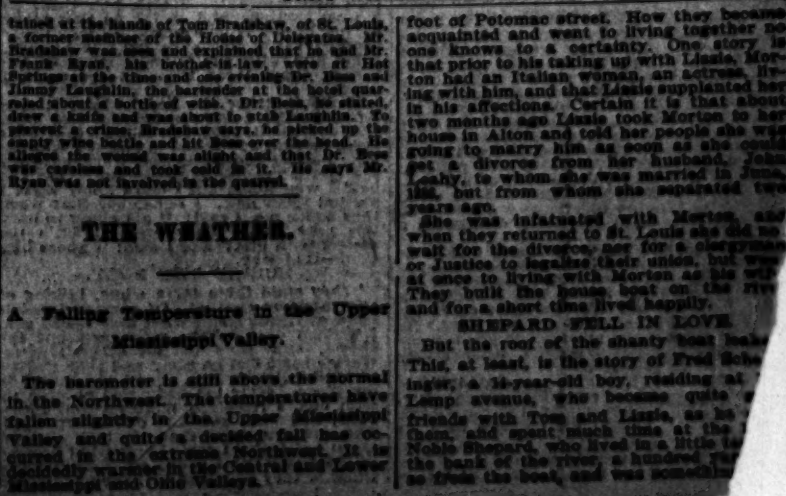 tained at the hands of Tom Bradshaw, of St. Louis,
a former member of the House of Delegates. Mr.
Bradshaw was seen and explained that he and Mr.
Frank Ryan, his brother-in-law, were at Hot
Springs at the time and one evening Dr. Bess and
Jimmy Laughlin, the bartender at the hotel quar-
reled about a bottle of wine. Dr. Bess, he stated,
drew a knife and was about to stab Laughlin. To
prevent a crime, Bradshaw says, he picked up the
empty wine bottle and hit Bess over the head. He
alleges the wound was slight and that Dr. Bess
was careless and took cold in it. He says Mr.
Ryan was not involved in the quarrel.
THE WEATHER.
A Falling Temperature in the Upper
Mississippi Valley.
The barometer is still above the normal
in the Northwest. The temperatures have
fallen slightly in the Upper Mississippi
Valley and quite a decided fall has oc-
curred in the extreme Northwest. It is
decidedly warmer in the Central and Lower
Mississippi and Ohio Valleys.
foot of Potomac street. How they became
acquainted and went to living together no
one knows to a certainty. One story is
that prior to his taking up with Lizzie, Mor-
ton had an Italian woman, an actress, liv-
ing with him, and that Lizzie supplanted her
in his affections. Certain it is that about
two months ago Lizzie took Morton to her
house in Alton and told her people she was
going to marry him as soon as she could
get a divorce from her husband, John
Leahy, to whom she was married in June,
but from whom she separated two
years ago.
She was infatuated with Morton, and
when they returned to St. Louis she did no
wait for the divorce, nor for a clergyman
or Justice to legalize their union, but
at once to living with Morton as his wife
They built the house boat on the rive
and for a short time lived happily.
SHEPARD FELL IN LOVE.
But the roof of the shanty boat leake
This, at least, is the story of Fred Sche
inger, a 14-year-old boy, residing at
Lemp avenue, who became quite
friends with Tom and Lizzie, as he
them, and spent much time at the
Noble Shepard, who lived in a little
the bank of the river, a hundred
so from the boat, and was somethin